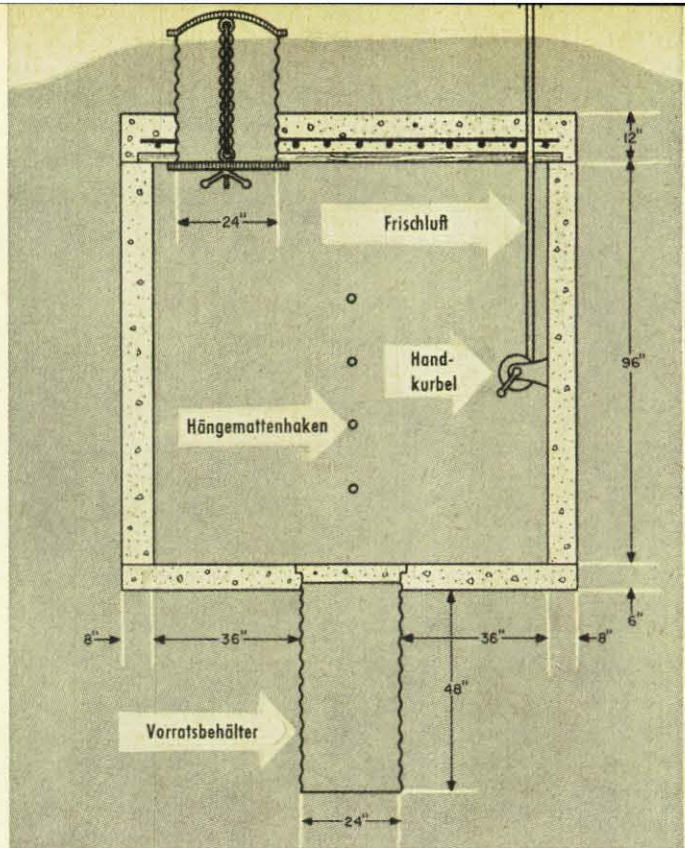 12"
24"
Frischluft
96"
Hand-
kurbel
Hängemattenhaken
6"
8"
36"
36"
8"
48"
Vorratsbehälter
24"